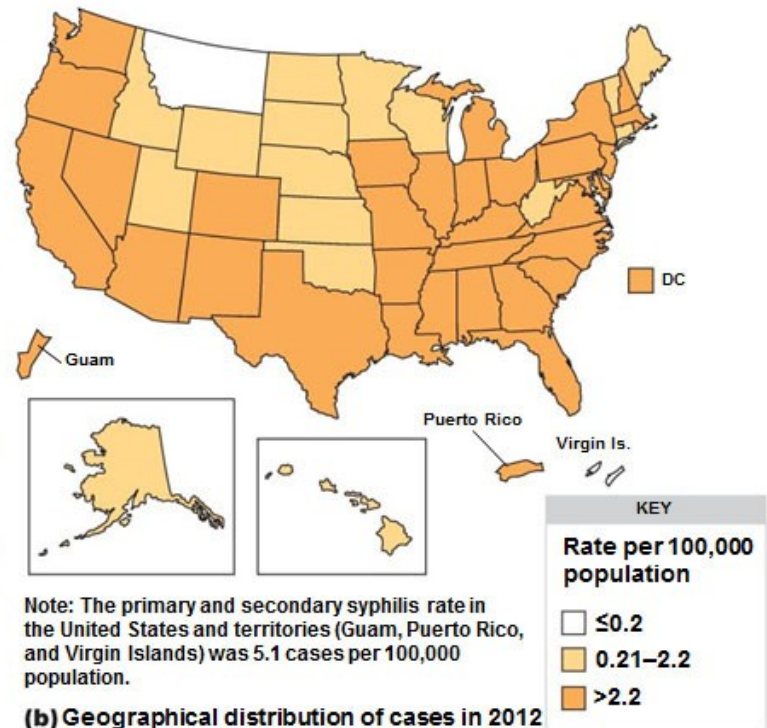 DC
Guam
Puerto Rico
Virgin Is.
KEY
Rate per 100,000
population
≤0.2
0.21–2.2
>2.2
Note: The primary and secondary syphilis rate in
the United States and territories (Guam, Puerto Rico,
and Virgin Islands) was 5.1 cases per 100,000
population.
(b) Geographical distribution of cases in 2012